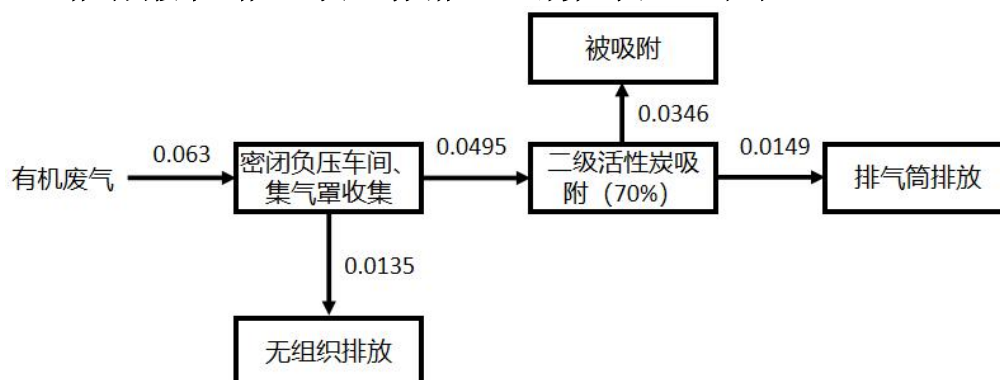 被吸附
0.0346
有机废气
0.063
密闭负压车间、
集气罩收集
0.0495
二级活性炭吸
附（70%）
0.0149
排气筒排放
0.0135
无组织排放